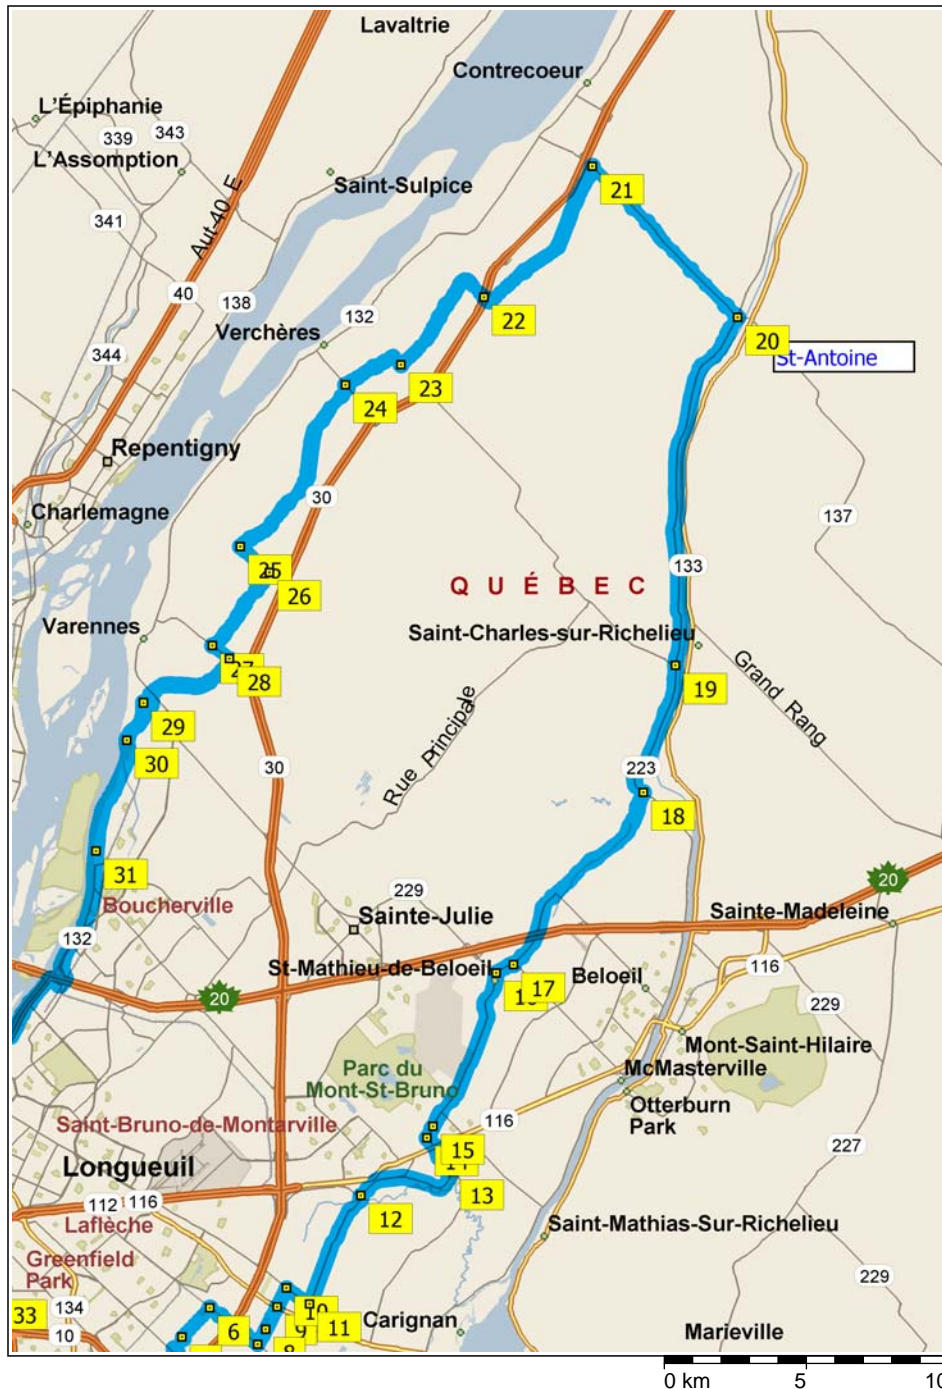 Lavaltrie
Contrecoeur
L'Épiphanie
339
343
L'Assomption
Saint-Sulpice
21
341
Aut-40 E
40
138
132
22
Verchères
20
St-Antoine
344
23
24
Repentigny
30
Charlemagne
137
25
133
26
QUÉBEC
Varennes
Saint-Charles-sur-Richelieu
27
28
19
Grand Rang
29
Rue Principale
30
30
223
18
31
20
229
Boucherville
Sainte-Julie
Sainte-Madeleine
132
St-Mathieu-de-Beloeil
116
Beloeil
17
20
229
Mont-Saint-Hilaire
Parc du
Mont-St-Bruno
McMasterville
Otterburn
Park
Saint-Bruno-de-Montarville
116
15
227
Longueuil
13
112
116
12
Laflèche
Saint-Mathias-Sur-Richelieu
Greenfield
Park
229
33
134
10
6
9
11
Carignan
Marieville
10
8
0 km
5
10